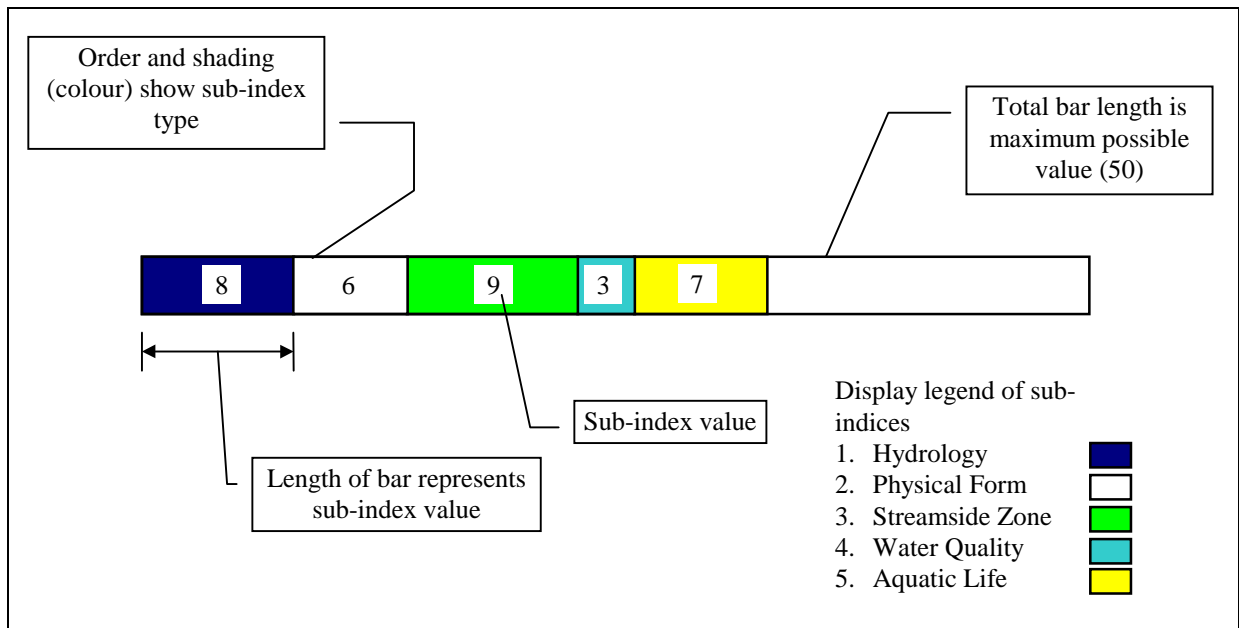 Order and shading
(colour) show sub-index
type
Total bar length is
maximum possible
value (50)
8
6
9
3
7
Sub-index value
Length of bar represents
sub-index value
Display legend of sub-
indices
1. Hydrology
2. Physical Form
3. Streamside Zone
4. Water Quality
5. Aquatic Life